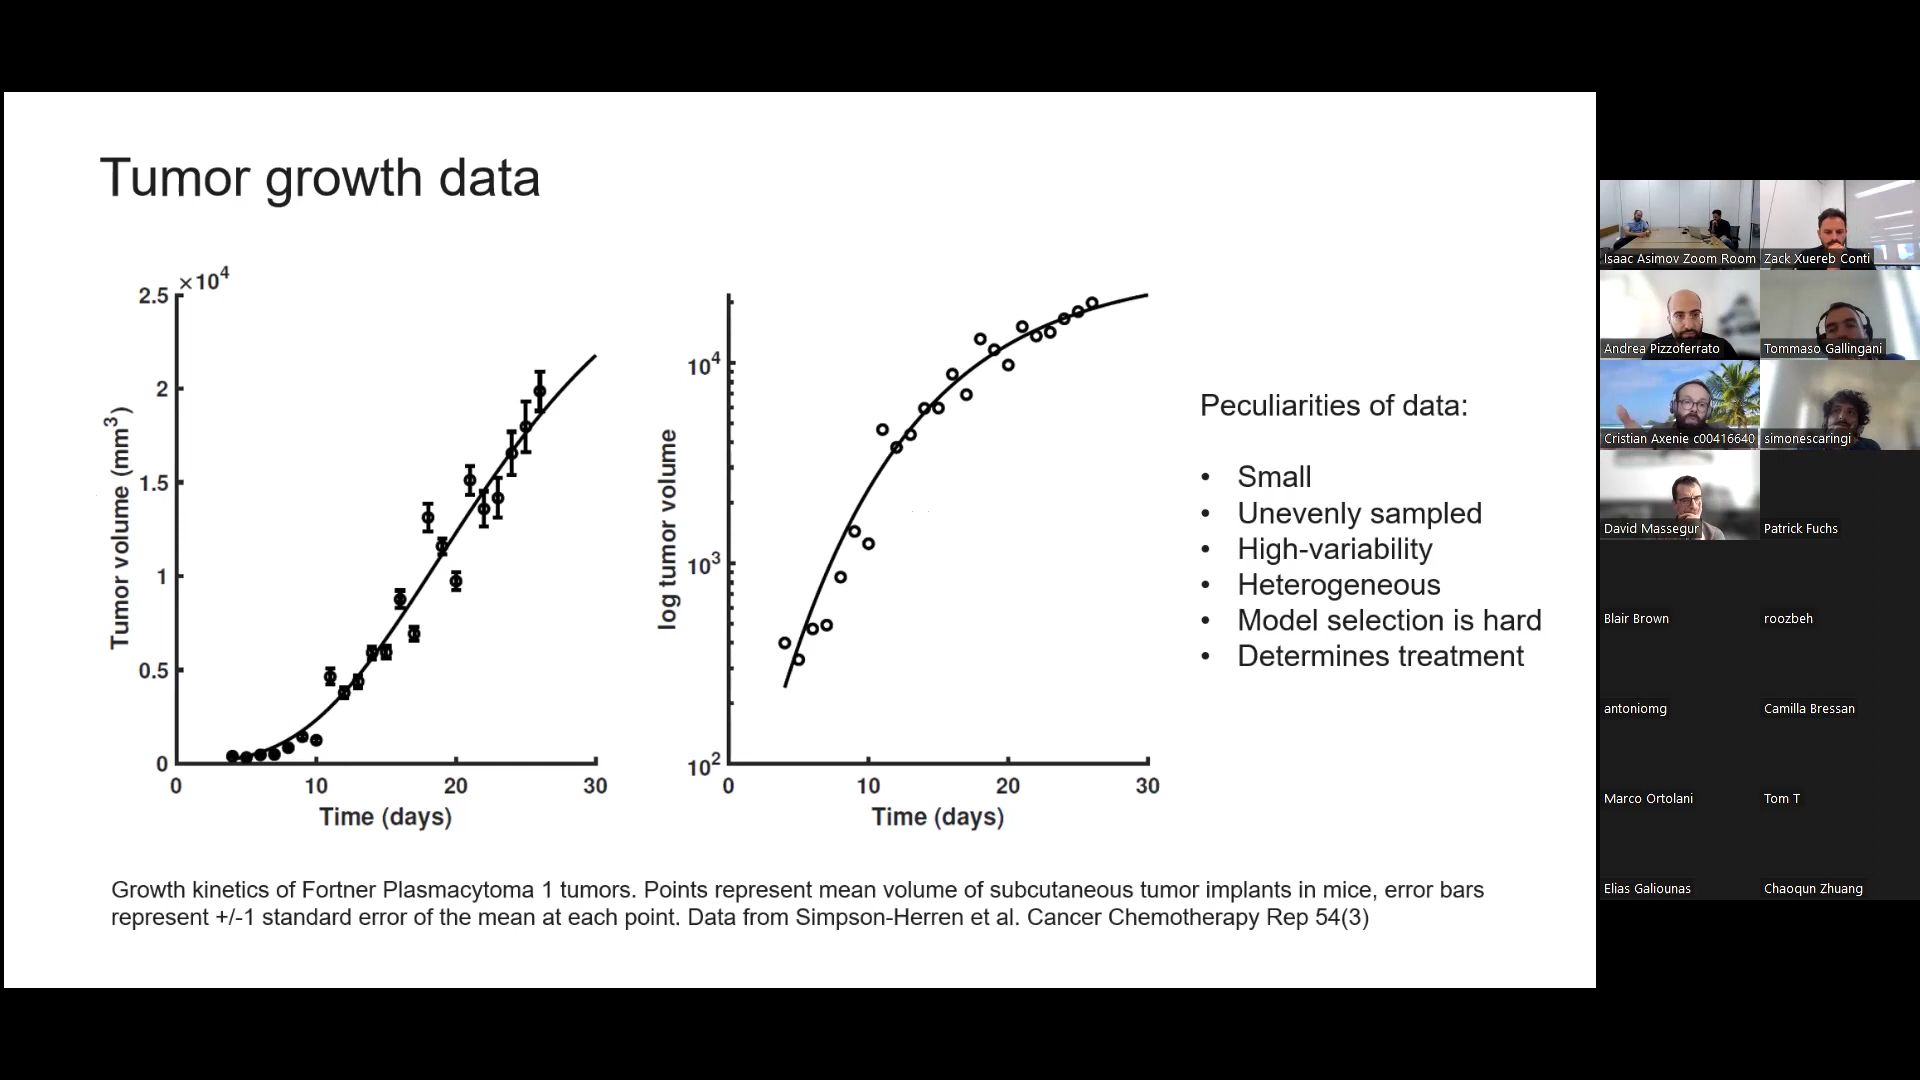 Tumor growth data
×10⁴
2.5
2
1.5
1
0.5
0
Tumor volume (mm³)
0 10 20 30
Time (days)
10⁴
10³
10²
log tumor volume
0 10 20 30
Time (days)
Peculiarities of data:
• Small
• Unevenly sampled
• High-variability
• Heterogeneous
• Model selection is hard
• Determines treatment
Growth kinetics of Fortner Plasmacytoma 1 tumors. Points represent mean volume of subcutaneous tumor implants in mice, error bars
represent +/-1 standard error of the mean at each point. Data from Simpson-Herren et al. Cancer Chemotherapy Rep 54(3)
Isaac Asimov Zoom Room
Zack Xuereb Conti
Andrea Pizzoferrato
Tommaso Gallingani
Cristian Axenie c00416640
simonescaringi
David Massegur
Patrick Fuchs
Blair Brown
roozbeh
antoniomg
Camilla Bressan
Marco Ortolani
Tom T
Elias Galiounas
Chaoqun Zhuang